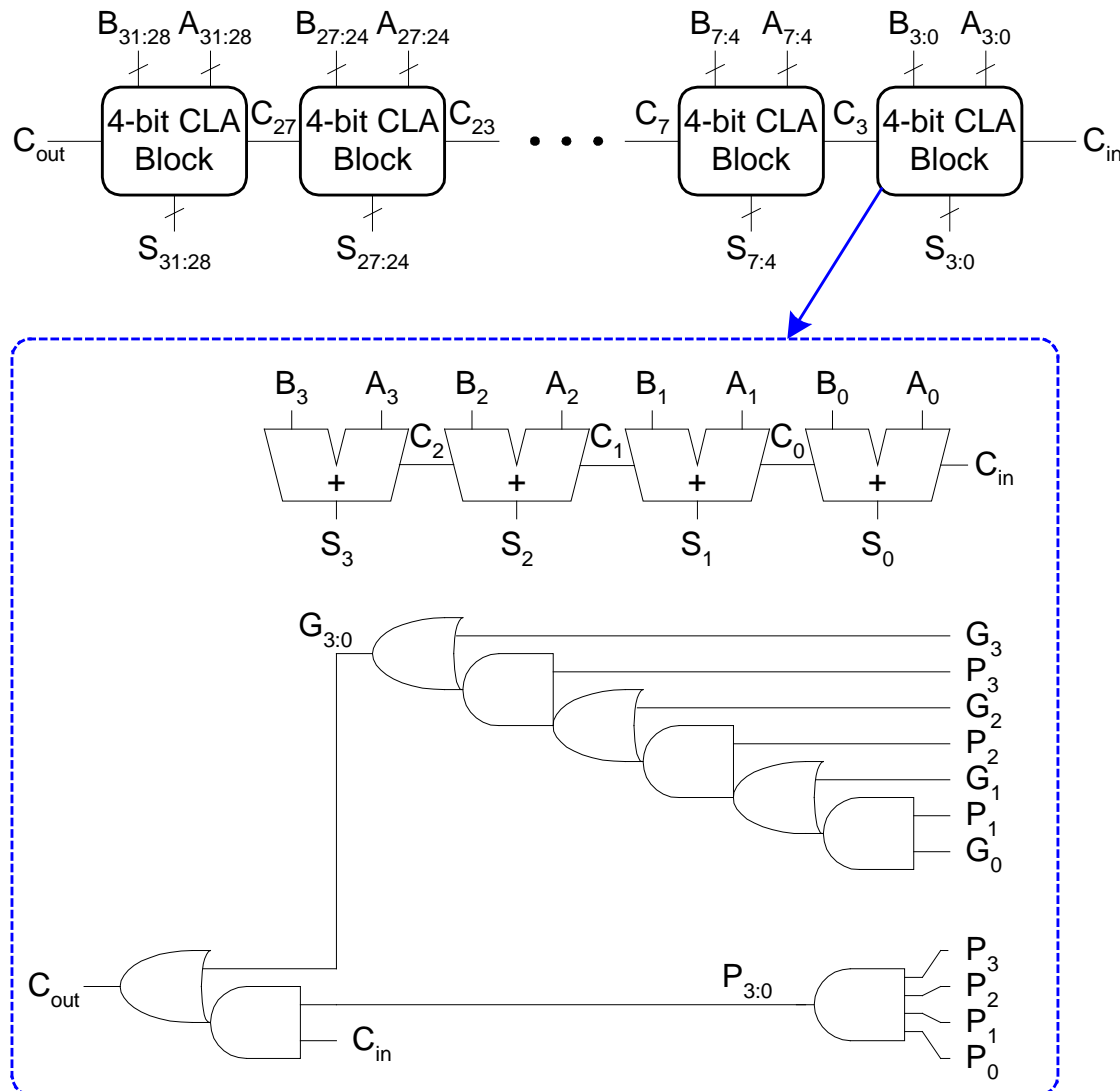 B31:28 A31:28 B27:24 A27:24 B7:4 A7:4 B3:0 A3:0
Cout 4-bit CLA Block C27 4-bit CLA Block C23 • • • C7 4-bit CLA Block C3 4-bit CLA Block Cin
S31:28 S27:24 S7:4 S3:0
B3 A3 B2 A2 B1 A1 B0 A0
C2 C1 C0 Cin
+ + + +
S3 S2 S1 S0
G3:0 G3
P3
G2
P2
G1
P1
G0
P3
P3:0 P2
Cout
P1
Cin
P0